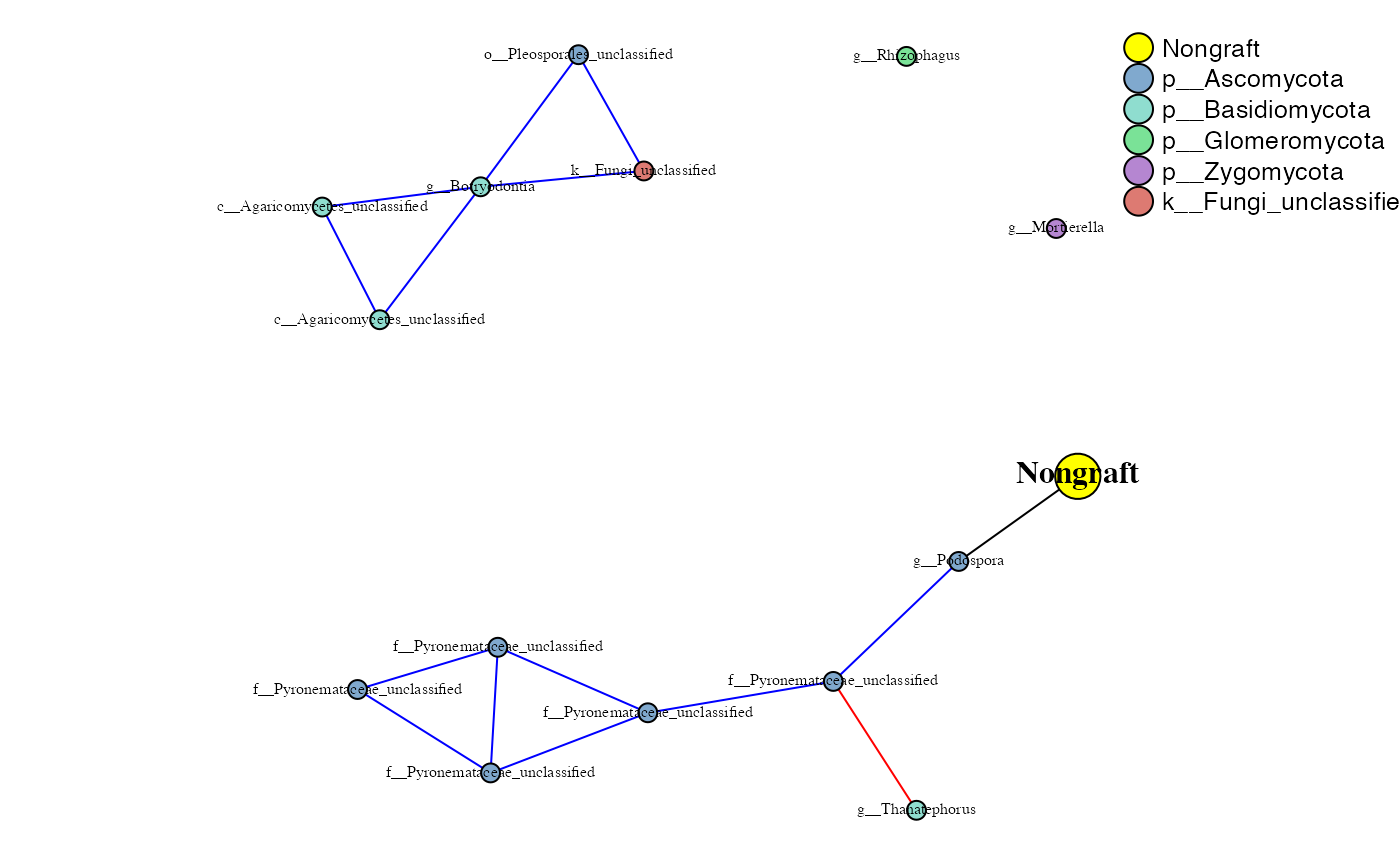 o__Pleosporales_unclassified
g__Rhizophagus
k__Fungi_unclassified
g__Botryodontia
c__Agaricomycetes_unclassified
g__Mortierella
c__Agaricomycetes_unclassified
Nongraft
p__Ascomycota
p__Basidiomycota
p__Glomeromycota
p__Zygomycota
k__Fungi_unclassifie
Nongraft
g__Podospora
f__Pyronemataceae_unclassified
f__Pyronemataceae_unclassified
f__Pyronemataceae_unclassified
f__Pyronemataceae_unclassified
f__Pyronemataceae_unclassified
g__Thanatephorus